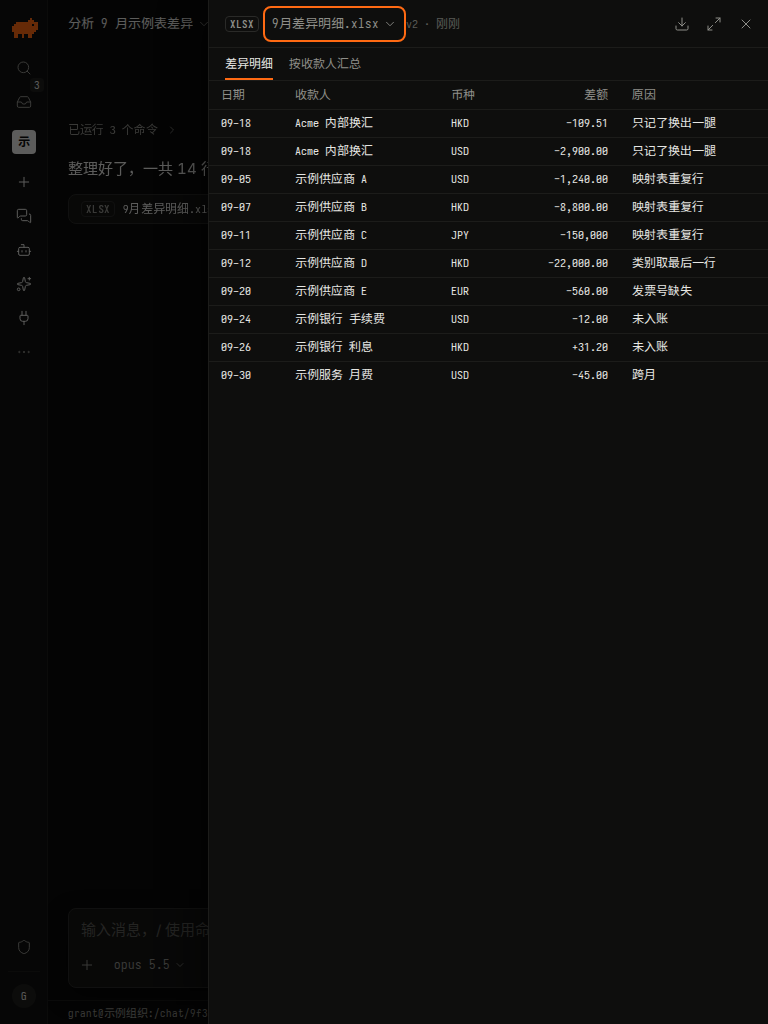 分析 9 月示例表差异
XLSX 9月差异明细.xlsx v2 · 刚刚
3
示
差异明细 按收款人汇总
日期 收款人 币种 差额 原因
09-18 Acme 内部换汇 HKD -109.51 只记了换出一腿
09-18 Acme 内部换汇 USD -2,900.00 只记了换出一腿
09-05 示例供应商 A USD -1,240.00 映射表重复行
09-07 示例供应商 B HKD -8,800.00 映射表重复行
09-11 示例供应商 C JPY -150,000 映射表重复行
09-12 示例供应商 D HKD -22,000.00 类别取最后一行
09-20 示例供应商 E EUR -560.00 发票号缺失
09-24 示例银行 手续费 USD -12.00 未入账
09-26 示例银行 利息 HKD +31.20 未入账
09-30 示例服务 月费 USD -45.00 跨月
已运行 3 个命令
整理好了，一共 14 行
XLSX 9月差异明细.xl
输入消息，/ 使用命
opus 5.5
G
grant@示例组织:/chat/9f3